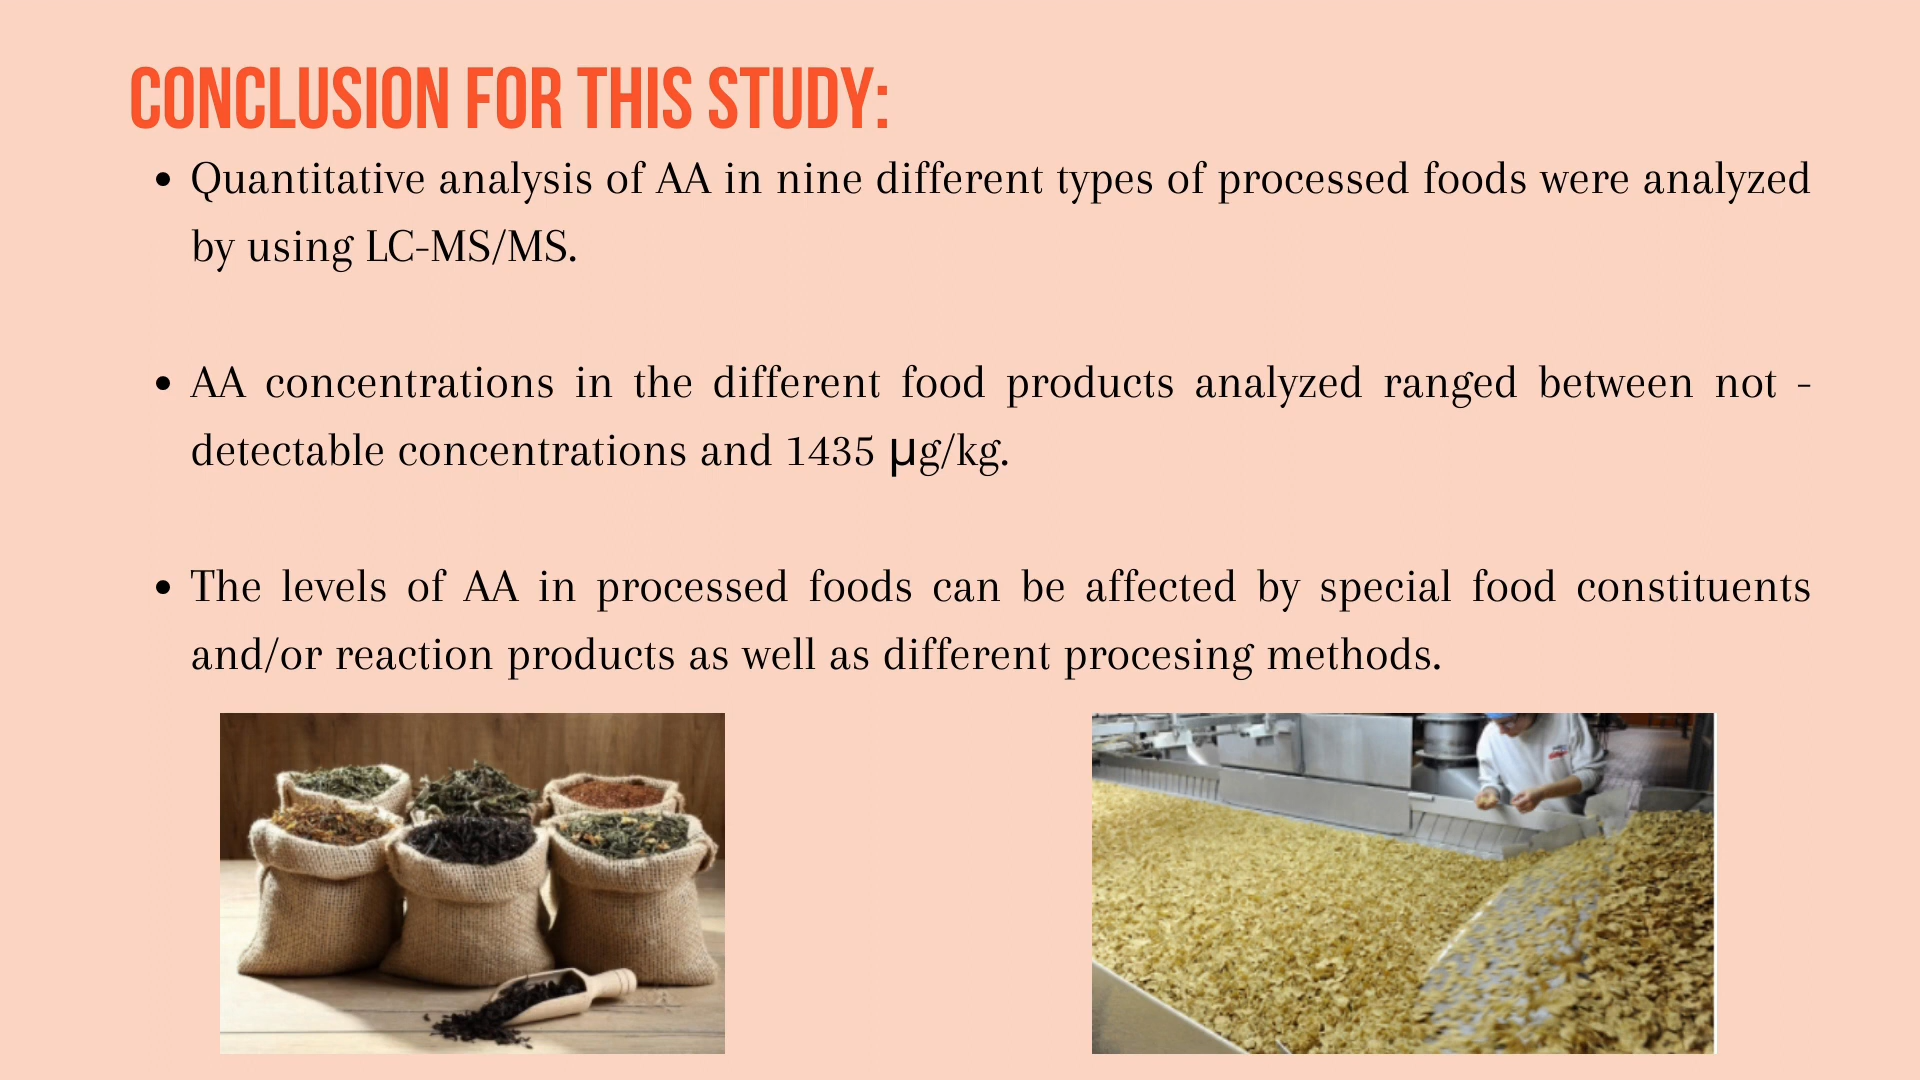 CONCLUSION FOR THIS STUDY:
• Quantitative analysis of AA in nine different types of processed foods were analyzed
by using LC-MS/MS.
• AA concentrations in the different food products analyzed ranged between not -
detectable concentrations and 1435 µg/kg.
• The levels of AA in processed foods can be affected by special food constituents
and/or reaction products as well as different procesing methods.